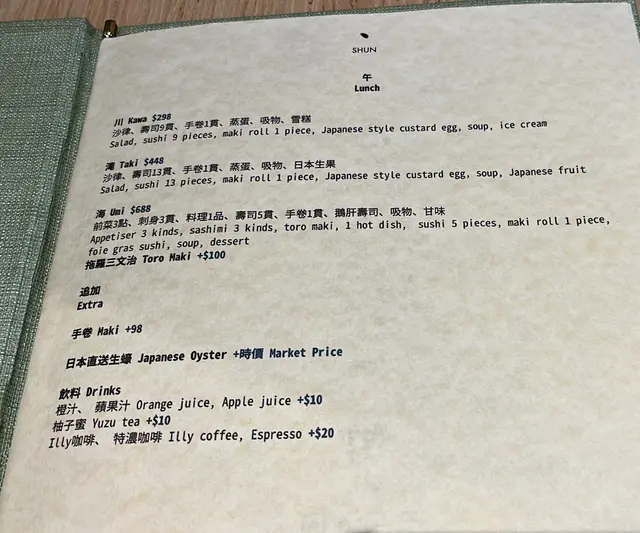 SHUN
午
Lunch
川 Kawa $298
沙律、壽司9貫、手卷1貫、蒸蛋、吸物、雪糕
Salad, sushi 9 pieces, maki roll 1 piece, Japanese style custard egg, soup, ice cream
滝 Taki $448
沙律、壽司13貫、手卷1貫、蒸蛋、吸物、日本生果
Salad, sushi 13 pieces, maki roll 1 piece, Japanese style custard egg, soup, Japanese fruit
海 Umi $688
前菜3點、刺身3貫、料理1品、壽司5貫、手卷1貫、鵝肝壽司、吸物、甘味
Appetiser 3 kinds, sashimi 3 kinds, toro maki, 1 hot dish, sushi 5 pieces, maki roll 1 piece,
foie gras sushi, soup, dessert
拖羅三文治 Toro Maki +$100
追加
Extra
手卷 Maki +98
日本直送生蠔 Japanese Oyster +時價 Market Price
飲料 Drinks
橙汁、 蘋果汁 Orange juice, Apple juice +$10
柚子蜜 Yuzu tea +$10
Illy咖啡、 特濃咖啡 Illy coffee, Espresso +$20